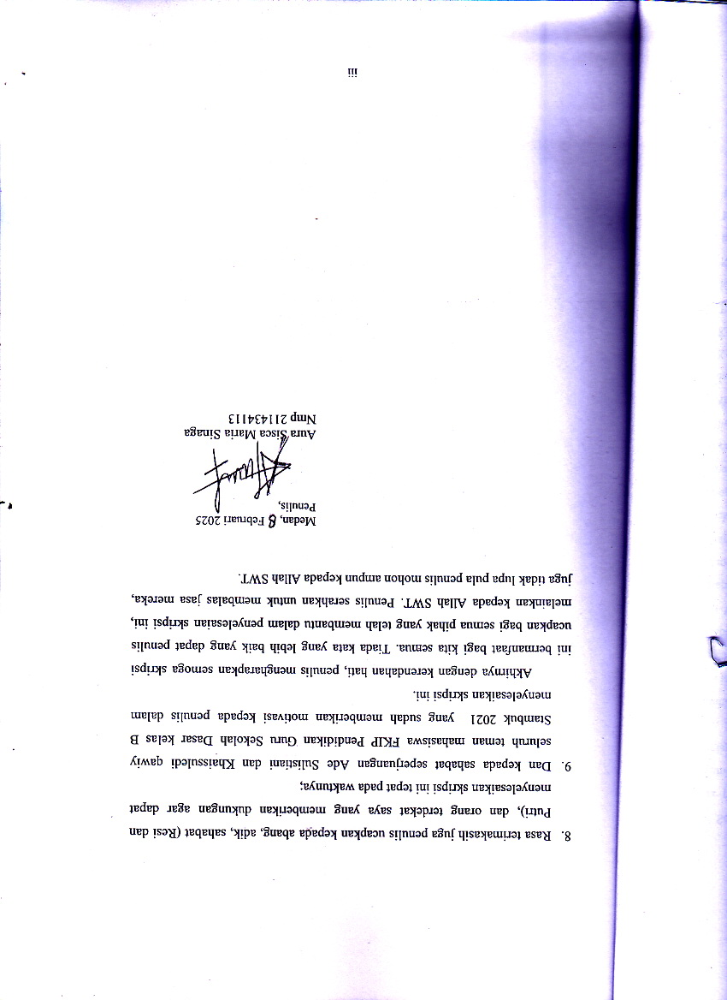 8. Rasa terimakasih juga penulis ucapkan kepada abang, adik, sahabat (Resi dan
Putri), dan orang terdekat saya yang memberikan dukungan agar dapat
menyelesaikan skripsi ini tepat pada waktunya;
9. Dan kepada sahabat seperjuangan Ade Sulistiani dan Khaissuledi qawiy
seluruh teman mahasiswa FKIP Pendidikan Guru Sekolah Dasar kelas B
Stambuk 2021 yang sudah memberikan motivasi kepada penulis dalam
menyelesaikan skripsi ini.
Akhirnya dengan kerendahan hati, penulis mengharapkan semoga skripsi
ini bermanfaat bagi kita semua. Tiada kata yang lebih baik yang dapat penulis
ucapkan bagi semua pihak yang telah membantu dalam penyelesaian skripsi ini,
melainkan kepada Allah SWT. Penulis serahkan untuk membalas jasa mereka,
juga tidak lupa pula penulis mohon ampun kepada Allah SWT.
Medan, 8 Februari 2025
Penulis,
Aura Sisca Maria Sinaga
Nmp 211434113
iii